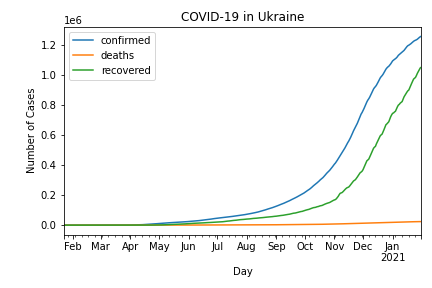 COVID-19 in Ukraine
1e6
confirmed
deaths
recovered
Number of Cases
1.2
1.0
0.8
0.6
0.4
0.2
0.0
Feb Mar Apr May Jun Jul Aug Sep Oct Nov Dec Jan
2021
Day